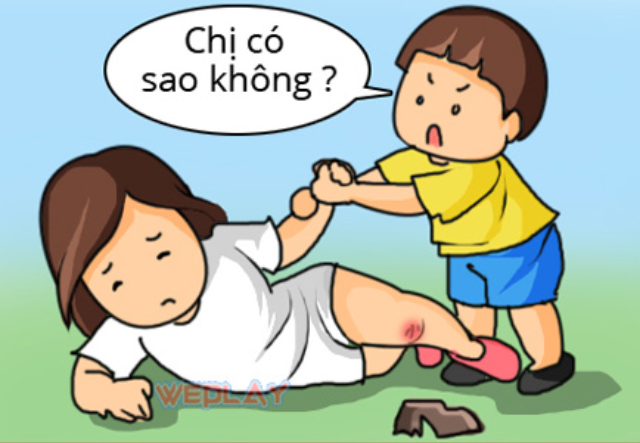 Chị có
sao không ?
WEPLAY